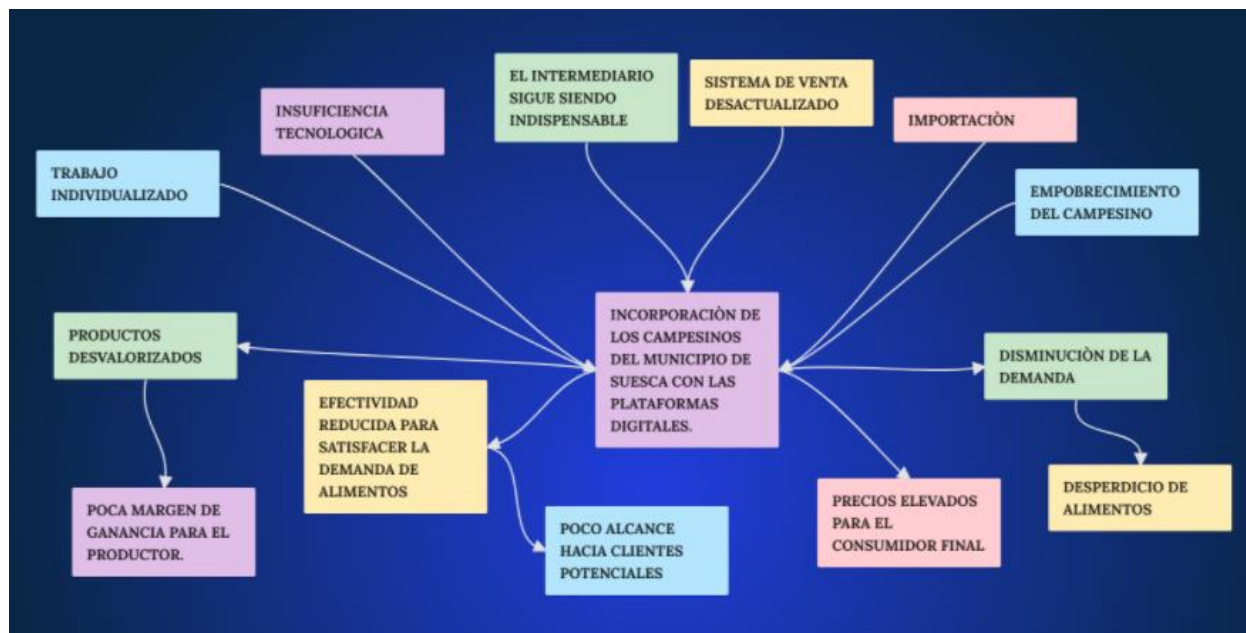 EL INTERMEDIARIO
SIGUE SIENDO
INDISPENSABLE
SISTEMA DE VENTA
DESACTUALIZADO
INSUFICIENCIA
TECNOLOGICA
IMPORTACIÒN
TRABAJO
INDIVIDUALIZADO
EMPOBRECIMIENTO
DEL CAMPESINO
INCORPORACIÒN DE
LOS CAMPESINOS
DEL MUNICIPIO DE
SUESCA CON LAS
PLATAFORMAS
DIGITALES.
PRODUCTOS
DESVALORIZADOS
DISMINUCIÒN DE LA
DEMANDA
EFECTIVIDAD
REDUCIDA PARA
SATISFACER LA
DEMANDA DE
ALIMENTOS
POCA MARGEN DE
GANANCIA PARA EL
PRODUCTOR.
POCO ALCANCE
HACIA CLIENTES
POTENCIALES
PRECIOS ELEVADOS
PARA EL
CONSUMIDOR FINAL
DESPERDICIO DE
ALIMENTOS